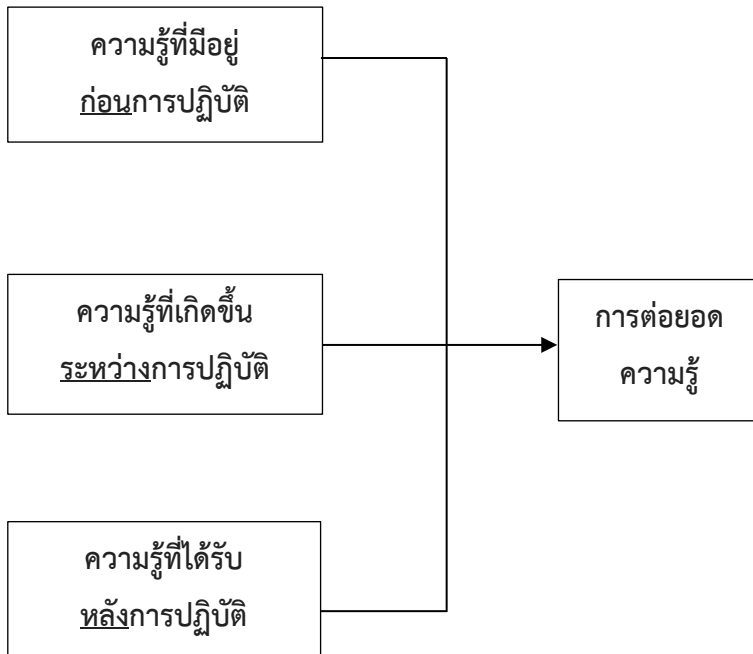 ความรู้ที่มีอยู่
ก่อนการปฏิบัติ
ความรู้ที่เกิดขึ้น
ระหว่างการปฏิบัติ
การต่อยอด
ความรู้
ความรู้ที่ได้รับ
หลังการปฏิบัติ